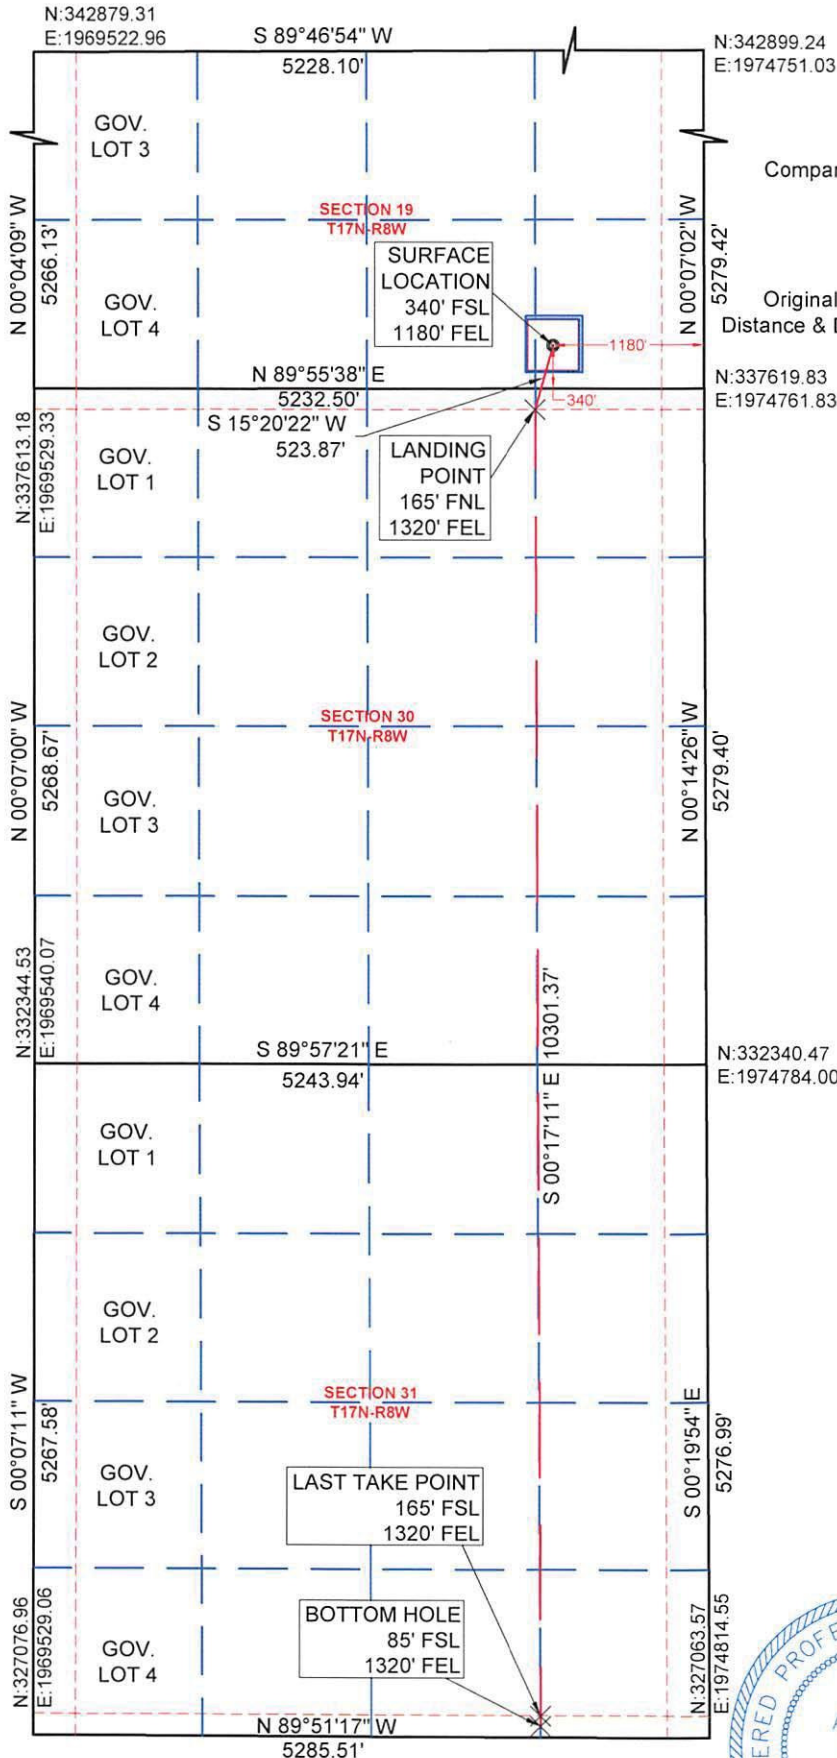 N:342879.31
E:1969522.96
S 89°46'54" W
5228.10'
N:342899.24
E:1974751.03
GOV.
LOT 3
N 00°04'09" W
5266.13'
SECTION 19
T17N-R8W
N 00°07'02" W
5279.42'
SURFACE
LOCATION
340' FSL
1180' FEL
GOV.
LOT 4
Original
Distance &
1180'
340'
N 89°55'38" E
5232.50'
N:337619.83
E:1974761.83
S 15°20'22" W
523.87'
N:337613.18
E:1969529.33
GOV.
LOT 1
LANDING
POINT
165' FNL
1320' FEL
GOV.
LOT 2
N 00°07'00" W
5268.67'
SECTION 30
T17N-R8W
N 00°14'26" W
5279.40'
GOV.
LOT 3
N:332344.53
E:1969540.07
GOV.
LOT 4
S 89°57'21" E
5243.94'
S 00°17'11" E 10301.37'
N:332340.47
E:1974784.00
GOV.
LOT 1
GOV.
LOT 2
S 00°07'11" W
5267.58'
SECTION 31
T17N-R8W
S 00°19'54" E
5276.99'
GOV.
LOT 3
LAST TAKE POINT
165' FSL
1320' FEL
N:327076.96
E:1969529.06
BOTTOM HOLE
85' FSL
1320' FEL
GOV.
LOT 4
N:327063.57
E:1974814.55
N 89°51'17" W
5285.51'